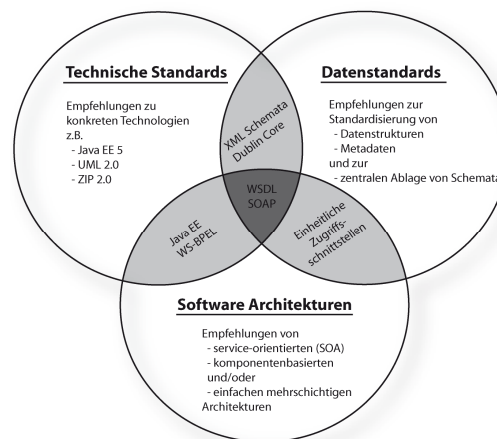 Technische Standards
Empfehlungen zu
konkreten Technologien
z.B.
- Java EE 5
- UML 2.0
- ZIP 2.0
Datenstandards
Empfehlungen zur
Standardisierung von
- Datenstrukturen
- Metadaten
und zur
- zentralen Ablage von Schemata
XML Schemata
Dublin Core
WSDL
SOAP
Java EE
WS-BPEL
Einheitliche
Zugriffs-
schnittstellen
Software Architekturen
Empfehlungen von
- service-orientierten (SOA)
- komponentenbasierten
und/oder
- einfachen mehrschichtigen
Architekturen